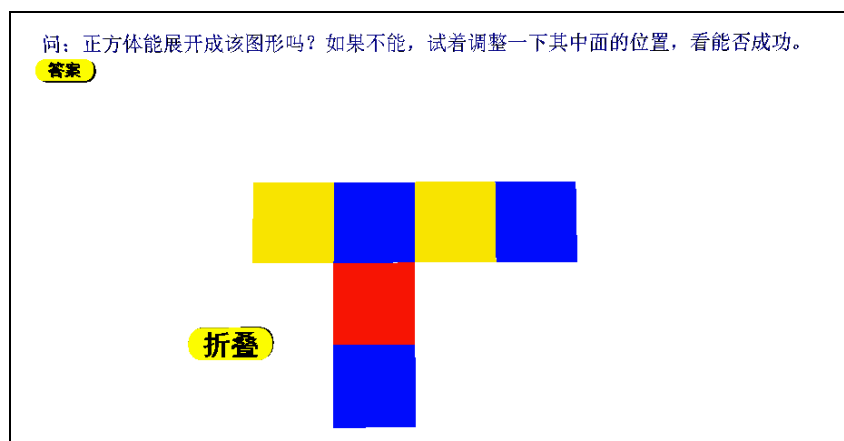 问：正方体能展开成该图形吗？如果不能，试着调整一下其中面的位置，看能否成功。
答案
折叠